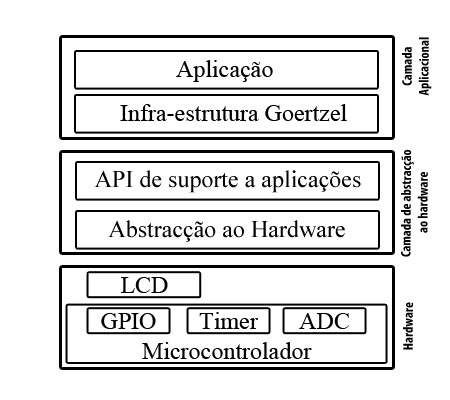 Aplicação
Infra-estrutura Goertzel
Camada
Aplicacional
API de suporte a aplicações
Abstracção ao Hardware
Camada de abstracção
ao hardware
LCD
GPIO Timer ADC
Microcontrolador
Hardware